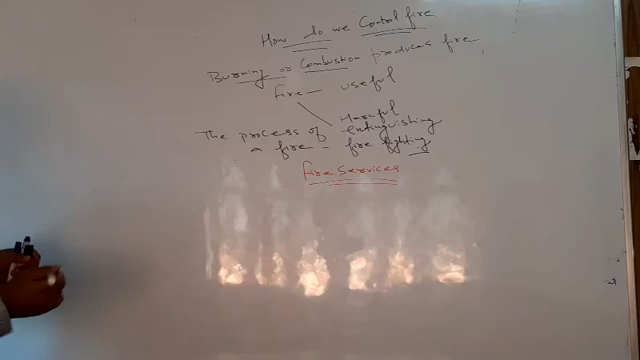 How do we Control fire
Burning or Combustion produces fire
fire — useful
Harmful
The process of extinguishing
a fire — fire fighting
fire services